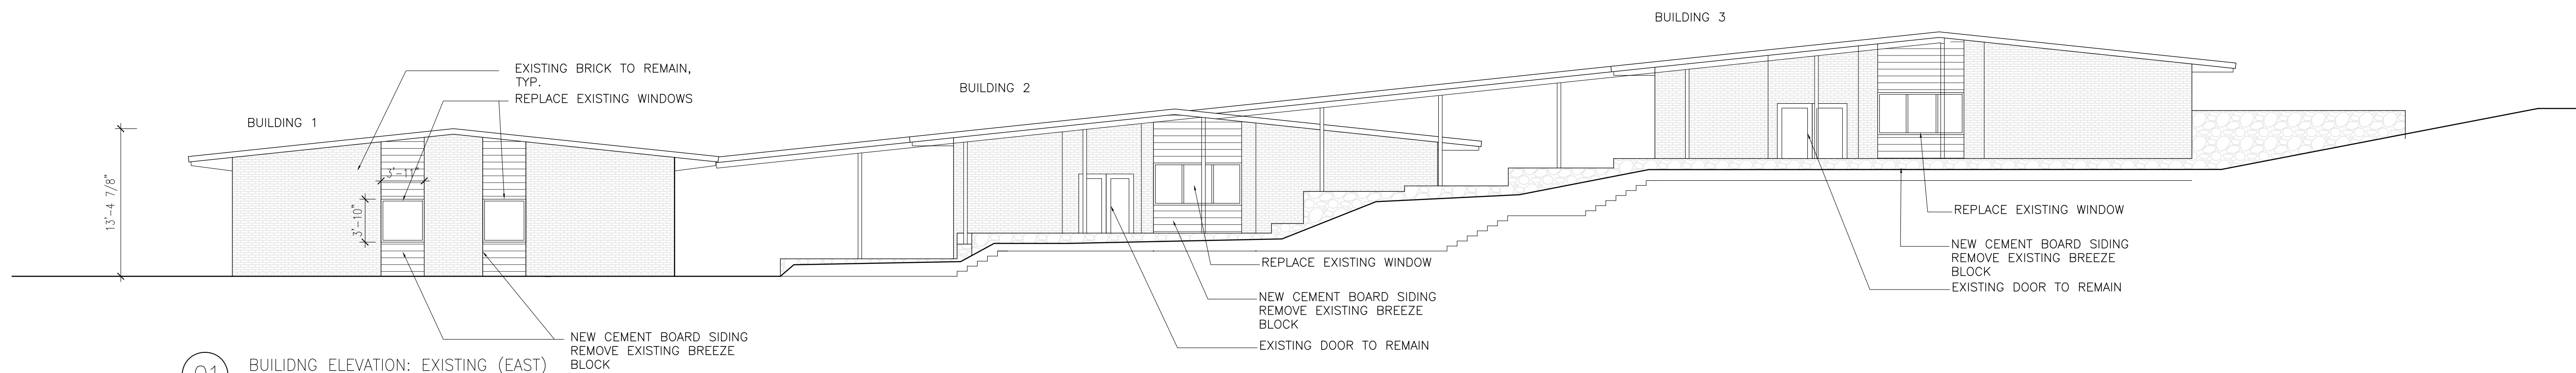 BUILDING 3
BUILDING 2
BUILDING 1
EXISTING BRICK TO REMAIN,
TYP.
REPLACE EXISTING WINDOWS
13'-4 7/8"
3'-11"
3'-10"
REPLACE EXISTING WINDOW
NEW CEMENT BOARD SIDING
REMOVE EXISTING BREEZE
BLOCK
EXISTING DOOR TO REMAIN
REPLACE EXISTING WINDOW
NEW CEMENT BOARD SIDING
REMOVE EXISTING BREEZE
BLOCK
EXISTING DOOR TO REMAIN
NEW CEMENT BOARD SIDING
REMOVE EXISTING BREEZE
BLOCK
01
BUILIDNG ELEVATION: EXISTING (EAST)